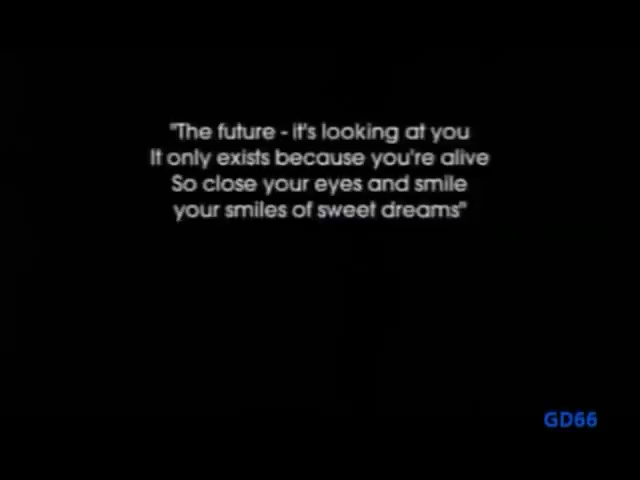 "The future - it's looking at you
It only exists because you're alive
So close your eyes and smile
your smiles of sweet dreams"
GD66